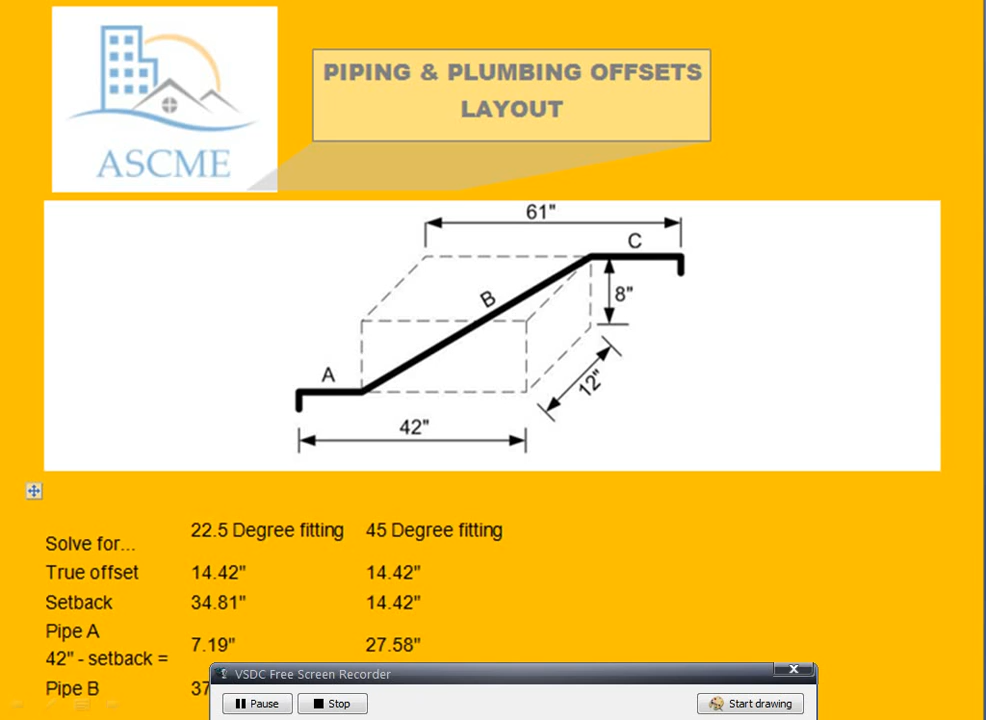 PIPING & PLUMBING OFFSETS
LAYOUT
ASCME
61"
C
B
8"
A
12"
42"
22.5 Degree fitting 45 Degree fitting
Solve for...
True offset 14.42" 14.42"
Setback 34.81" 14.42"
Pipe A
7.19" 27.58"
42" - setback =
Pipe B 37
VSDC Free Screen Recorder
Pause Stop Start drawing